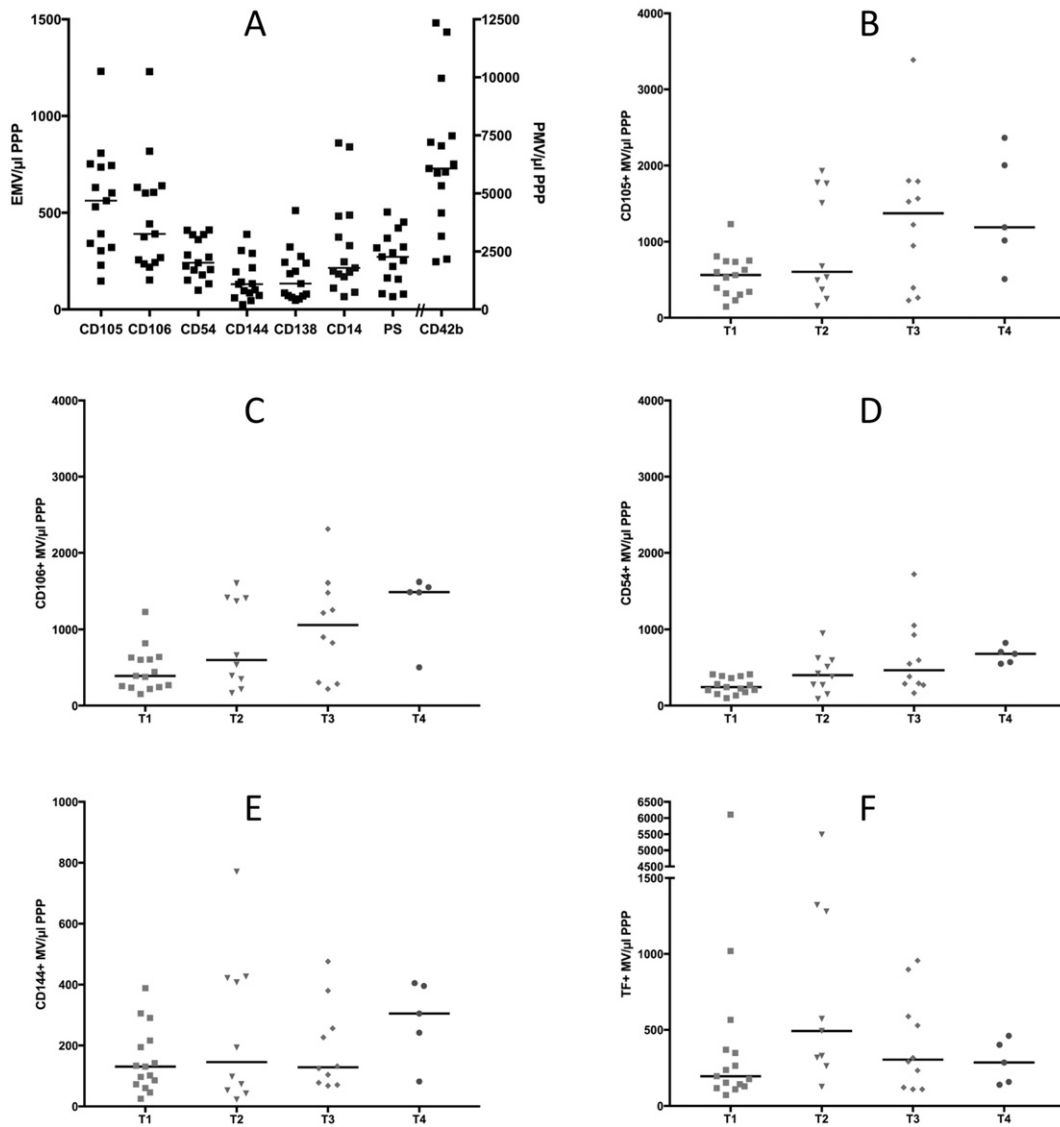 A
EMV/µl PPP
1500
1000
500
0
PMV/µl PPP
12500
10000
7500
5000
2500
0
CD105 CD106 CD54 CD144 CD138 CD14 PS CD42b
B
CD105+ MV/µl PPP
4000
3000
2000
1000
0
T1 T2 T3 T4
C
CD106+ MV/µl PPP
4000
3000
2000
1000
0
T1 T2 T3 T4
D
CD54+ MV/µl PPP
4000
3000
2000
1000
0
T1 T2 T3 T4
E
CD144+ MV/µl PPP
1000
800
600
400
200
0
T1 T2 T3 T4
F
TF+ MV/µl PPP
6500
6000
5500
5000
4500
1500
1000
500
0
T1 T2 T3 T4